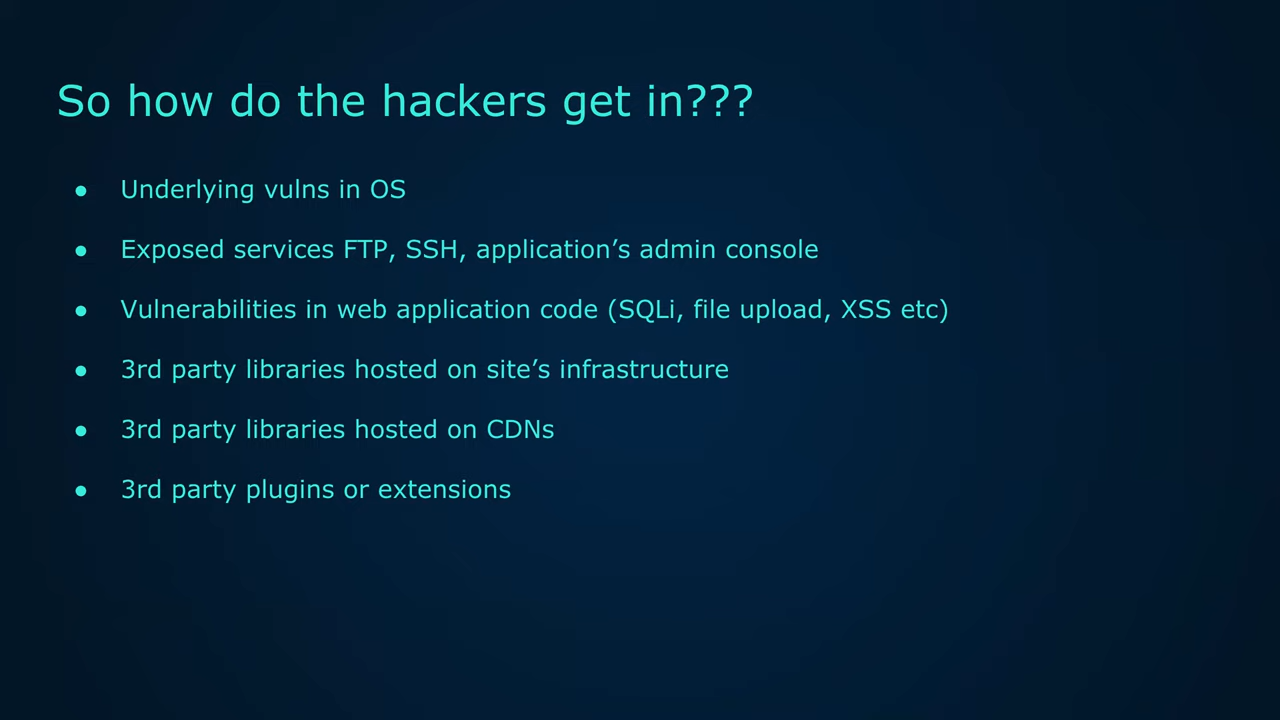 So how do the hackers get in???
● Underlying vulns in OS
● Exposed services FTP, SSH, application’s admin console
● Vulnerabilities in web application code (SQLi, file upload, XSS etc)
● 3rd party libraries hosted on site’s infrastructure
● 3rd party libraries hosted on CDNs
● 3rd party plugins or extensions